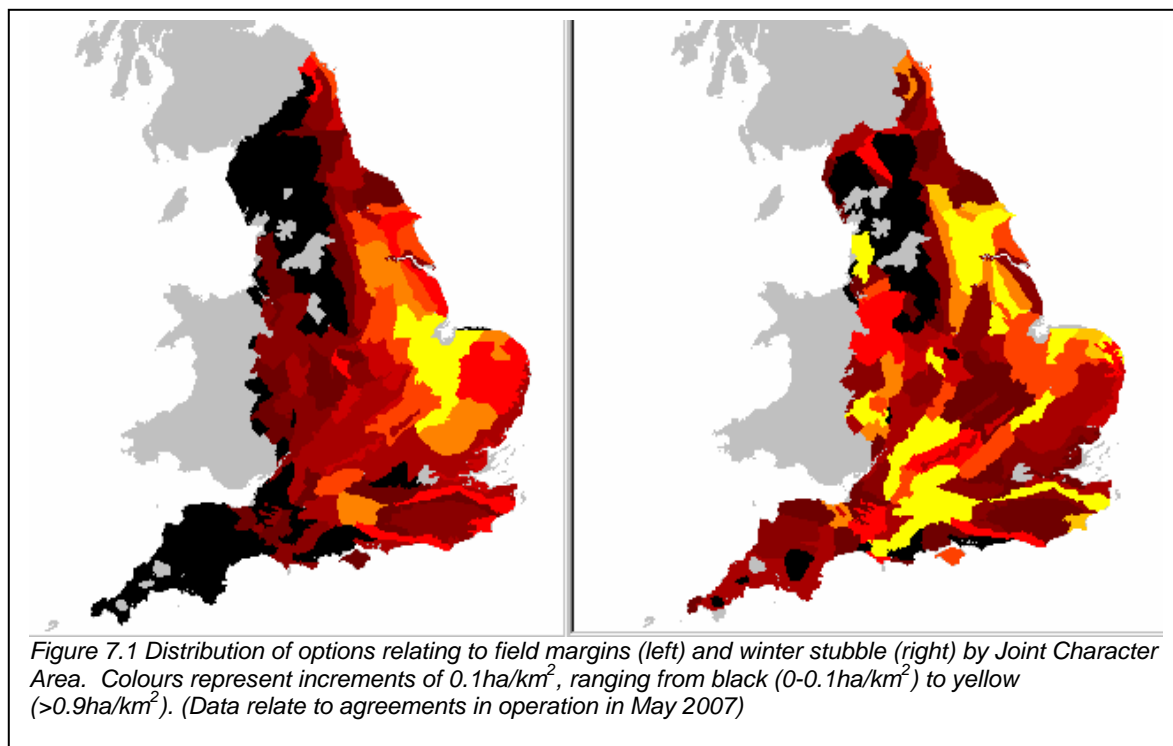 Figure 7.1 Distribution of options relating to field margins (left) and winter stubble (right) by Joint Character
Area. Colours represent increments of 0.1ha/km², ranging from black (0-0.1ha/km²) to yellow
(>0.9ha/km²). (Data relate to agreements in operation in May 2007)